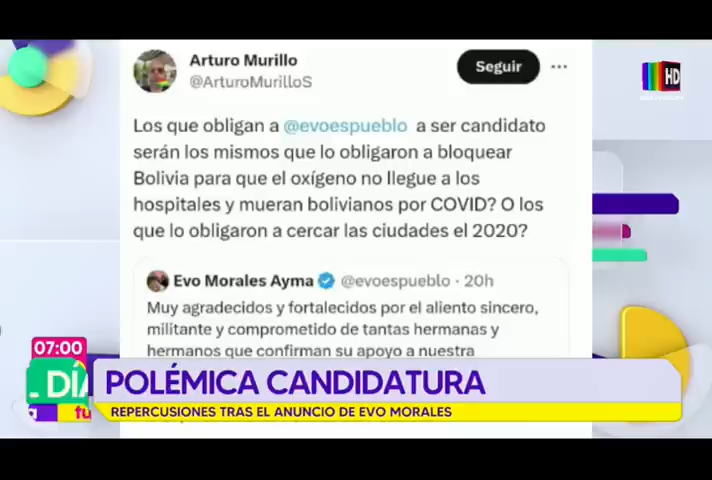 Arturo Murillo
@ArturoMurilloS
Seguir
HD
Los que obligan a @evoespueblo a ser candidato
serán los mismos que lo obligaron a bloquear
Bolivia para que el oxígeno no llegue a los
hospitales y mueran bolivianos por COVID? O los
que lo obligaron a cercar las ciudades el 2020?
Evo Morales Ayma @evoespueblo · 20h
Muy agradecidos y fortalecidos por el aliento sincero,
militante y comprometido de tantas hermanas y
hermanos que confirman su apoyo a nuestra
07:00
L DÍA
POLÉMICA CANDIDATURA
REPERCUSIONES TRAS EL ANUNCIO DE EVO MORALES